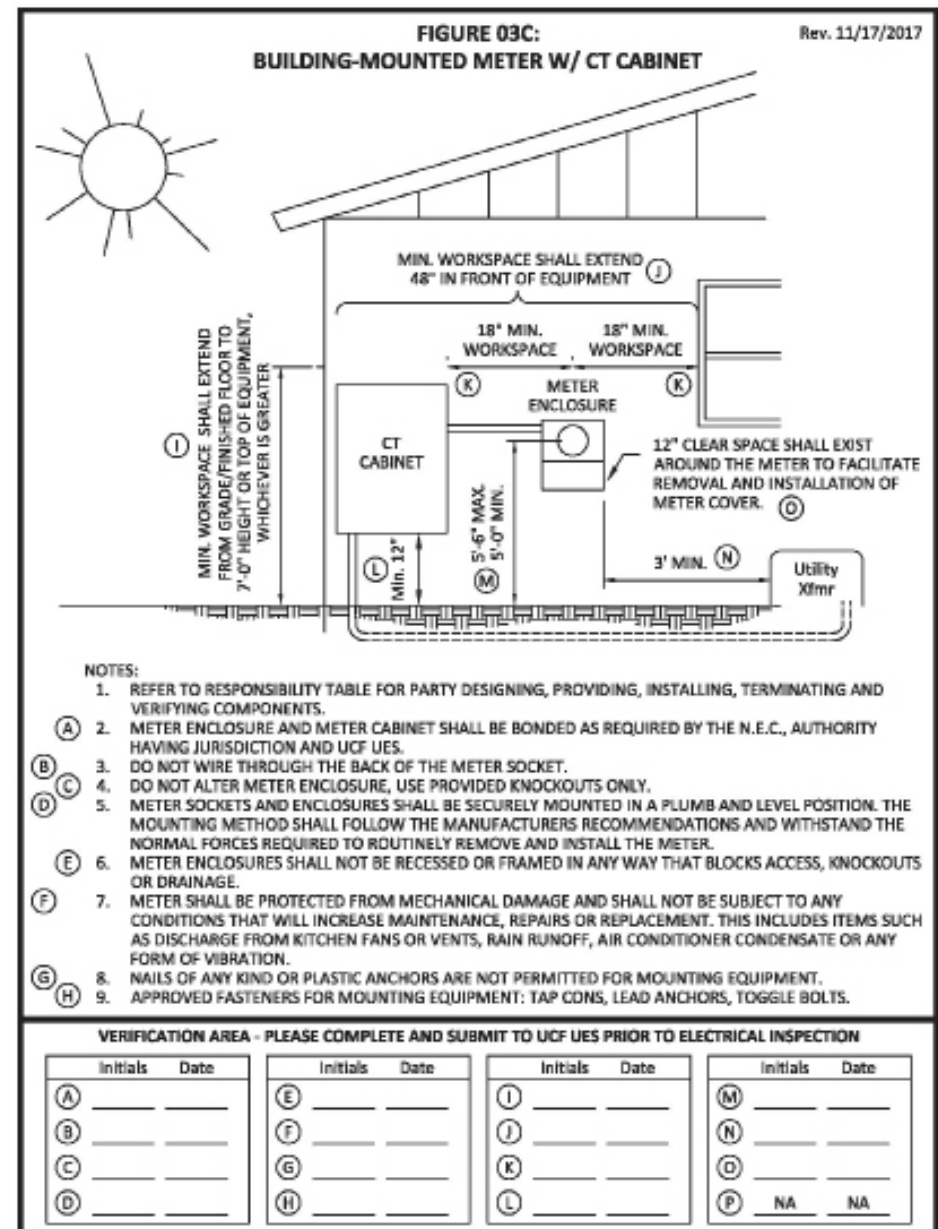 FIGURE 03C:
Rev. 11/17/2017
BUILDING-MOUNTED METER W/ CT CABINET
MIN. WORKSPACE SHALL EXTEND
48" IN FRONT OF EQUIPMENT
J
18" MIN.
WORKSPACE
18" MIN.
WORKSPACE
K
K
METER
ENCLOSURE
I
MIN. WORKSPACE SHALL EXTEND
FROM GRADE/FINISHED FLOOR TO
7'-0" HEIGHT OR TOP OF EQUIPMENT,
WHICHEVER IS GREATER
CT
CABINET
12" CLEAR SPACE SHALL EXIST
AROUND THE METER TO FACILITATE
REMOVAL AND INSTALLATION OF
METER COVER.
O
L
Min. 12"
5'-6" MAX.
5'-0" MIN.
M
3' MIN.
N
Utility
Xfmr
NOTES:
1. REFER TO RESPONSIBILITY TABLE FOR PARTY DESIGNING, PROVIDING, INSTALLING, TERMINATING AND
VERIFYING COMPONENTS.
A 2. METER ENCLOSURE AND METER CABINET SHALL BE BONDED AS REQUIRED BY THE N.E.C., AUTHORITY
HAVING JURISDICTION AND UCF UES.
B 3. DO NOT WIRE THROUGH THE BACK OF THE METER SOCKET.
C 4. DO NOT ALTER METER ENCLOSURE, USE PROVIDED KNOCKOUTS ONLY.
D 5. METER SOCKETS AND ENCLOSURES SHALL BE SECURELY MOUNTED IN A PLUMB AND LEVEL POSITION. THE
MOUNTING METHOD SHALL FOLLOW THE MANUFACTURERS RECOMMENDATIONS AND WITHSTAND THE
NORMAL FORCES REQUIRED TO ROUTINELY REMOVE AND INSTALL THE METER.
E 6. METER ENCLOSURES SHALL NOT BE RECESSED OR FRAMED IN ANY WAY THAT BLOCKS ACCESS, KNOCKOUTS
OR DRAINAGE.
F 7. METER SHALL BE PROTECTED FROM MECHANICAL DAMAGE AND SHALL NOT BE SUBJECT TO ANY
CONDITIONS THAT WILL INCREASE MAINTENANCE, REPAIRS OR REPLACEMENT. THIS INCLUDES ITEMS SUCH
AS DISCHARGE FROM KITCHEN FANS OR VENTS, RAIN RUNOFF, AIR CONDITIONER CONDENSATE OR ANY
FORM OF VIBRATION.
G 8. NAILS OF ANY KIND OR PLASTIC ANCHORS ARE NOT PERMITTED FOR MOUNTING EQUIPMENT.
H 9. APPROVED FASTENERS FOR MOUNTING EQUIPMENT: TAP CONS, LEAD ANCHORS, TOGGLE BOLTS.
VERIFICATION AREA - PLEASE COMPLETE AND SUBMIT TO UCF UES PRIOR TO ELECTRICAL INSPECTION
Initials Date
A
B
C
D
Initials Date
E
F
G
H
Initials Date
I
J
K
L
Initials Date
M
N
O
P NA NA